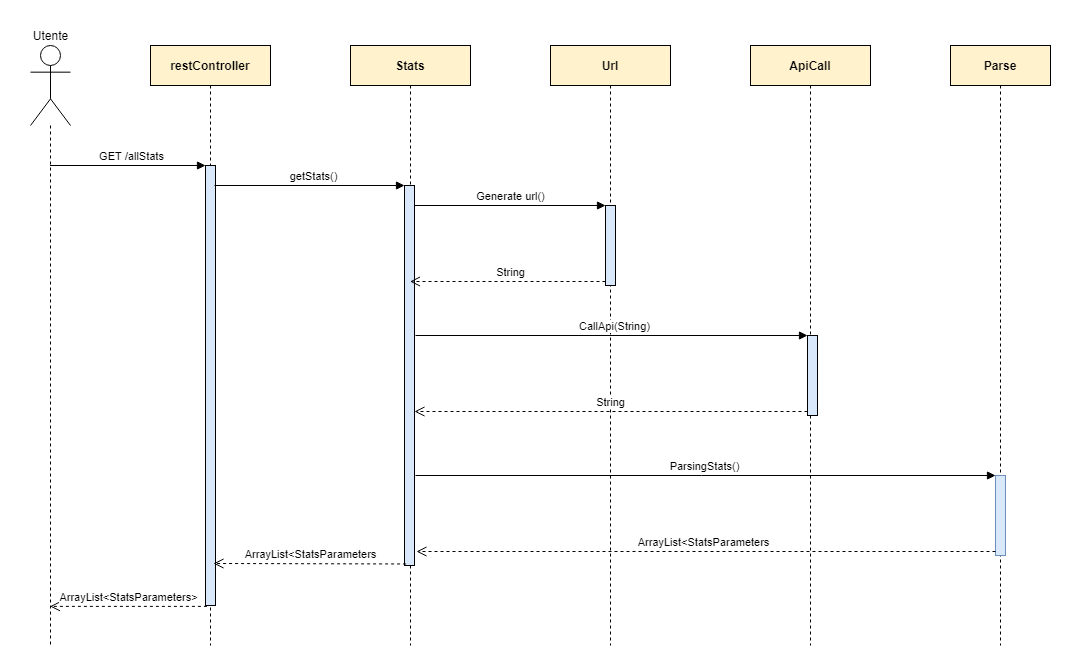 Utente
restController
Stats
Url
ApiCall
Parse
GET /allStats
getStats()
Generate url()
String
CallApi(String)
String
ParsingStats()
ArrayList<StatsParameters
ArrayList<StatsParameters
ArrayList<StatsParameters>